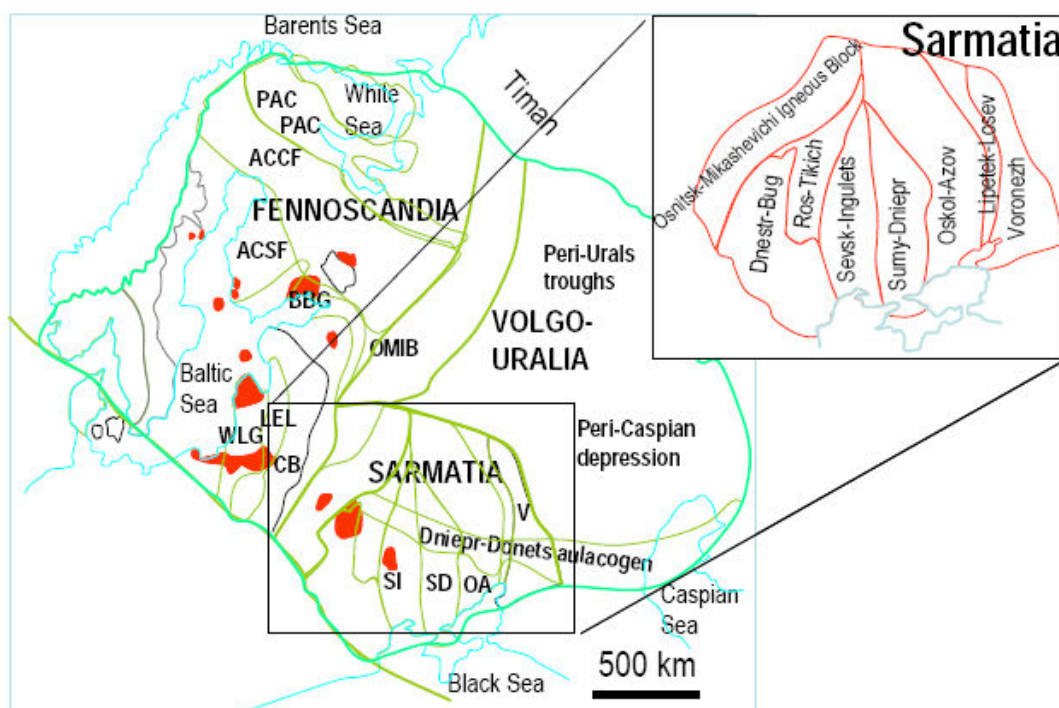 Barents Sea
White
Sea
Timan
PAC
PAC
ACCF
FENNOSCANDIA
ACSF
BBG
OMIB
Peri-Urals
troughs
VOLGO-
URALIA
Baltic
Sea
LEL
WLG
CB
SARMATIA
Peri-Caspian
depression
V
Dniepr-Donets aulacogen
SI
SD
OA
Caspian
Sea
Black Sea
500 km
Sarmatia
Osnitsk-Mikashevichi Igneous Block
Dnestr-Bug
Ros-Tikich
Sevsk-Ingulets
Sumy-Dniepr
Oskol-Azov
Lipetek-Losev
Voronezh